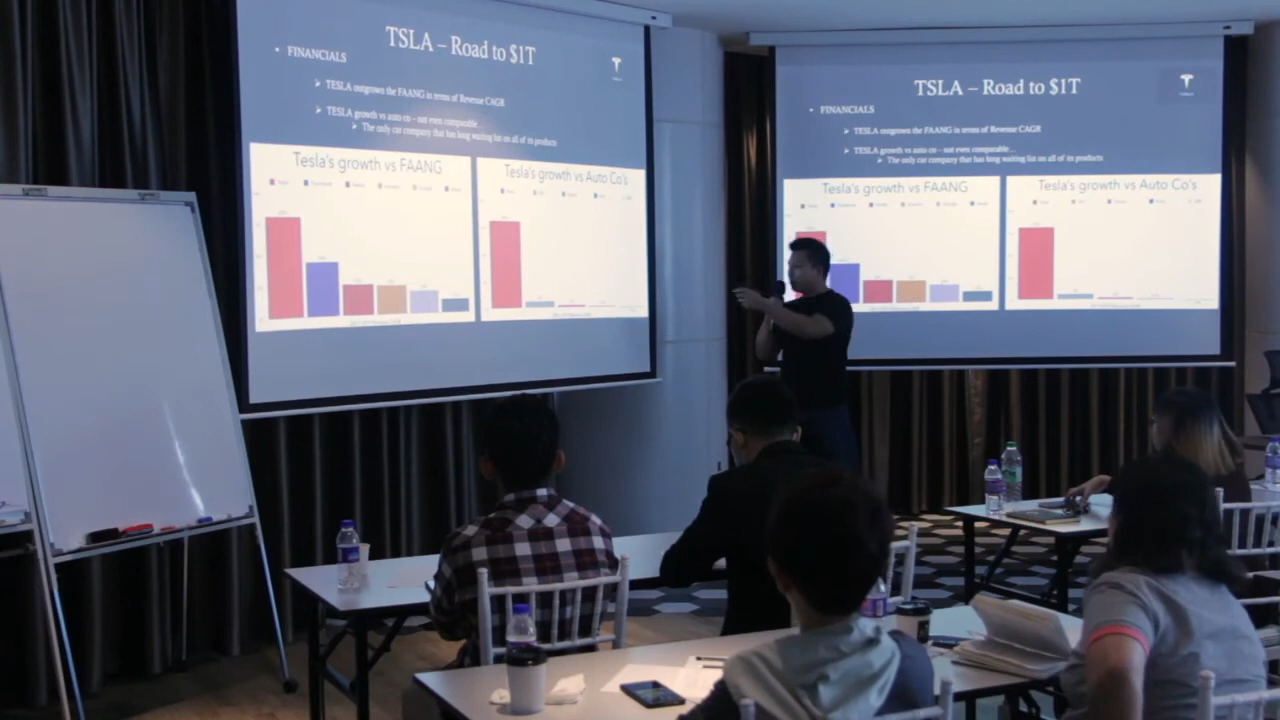 TSLA – Road to $1T
• FINANCIALS
➢ TESLA outgrows the FAANG in terms of Revenue CAGR
➢ TESLA growth vs auto co – not even comparable
➢ The only car company that has long waiting list on all of its products
Tesla's growth vs FAANG
Tesla's growth vs Auto Co's
TSLA – Road to $1T
• FINANCIALS
➢ TESLA outgrows the FAANG in terms of Revenue CAGR
➢ TESLA growth vs auto co – not even comparable...
➢ The only car company that has long waiting list on all of its products
Tesla's growth vs FAANG
Tesla's growth vs Auto Co's